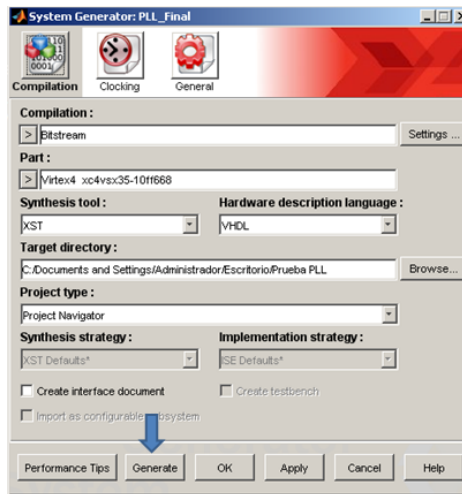 System Generator: PLL_Final
Compilation Clocking General
Compilation :
> Bitstream Settings ...
Part :
> Virtex4 xc4vsx35-10ff668
Synthesis tool : Hardware description language :
XST VHDL
Target directory :
C:/Documents and Settings/Administrador/Escritorio/Prueba PLL Browse...
Project type :
Project Navigator
Synthesis strategy : Implementation strategy :
XST Defaults* ISE Defaults*
Create interface document Create testbench
Import as configurable subsystem
Performance Tips Generate OK Apply Cancel Help